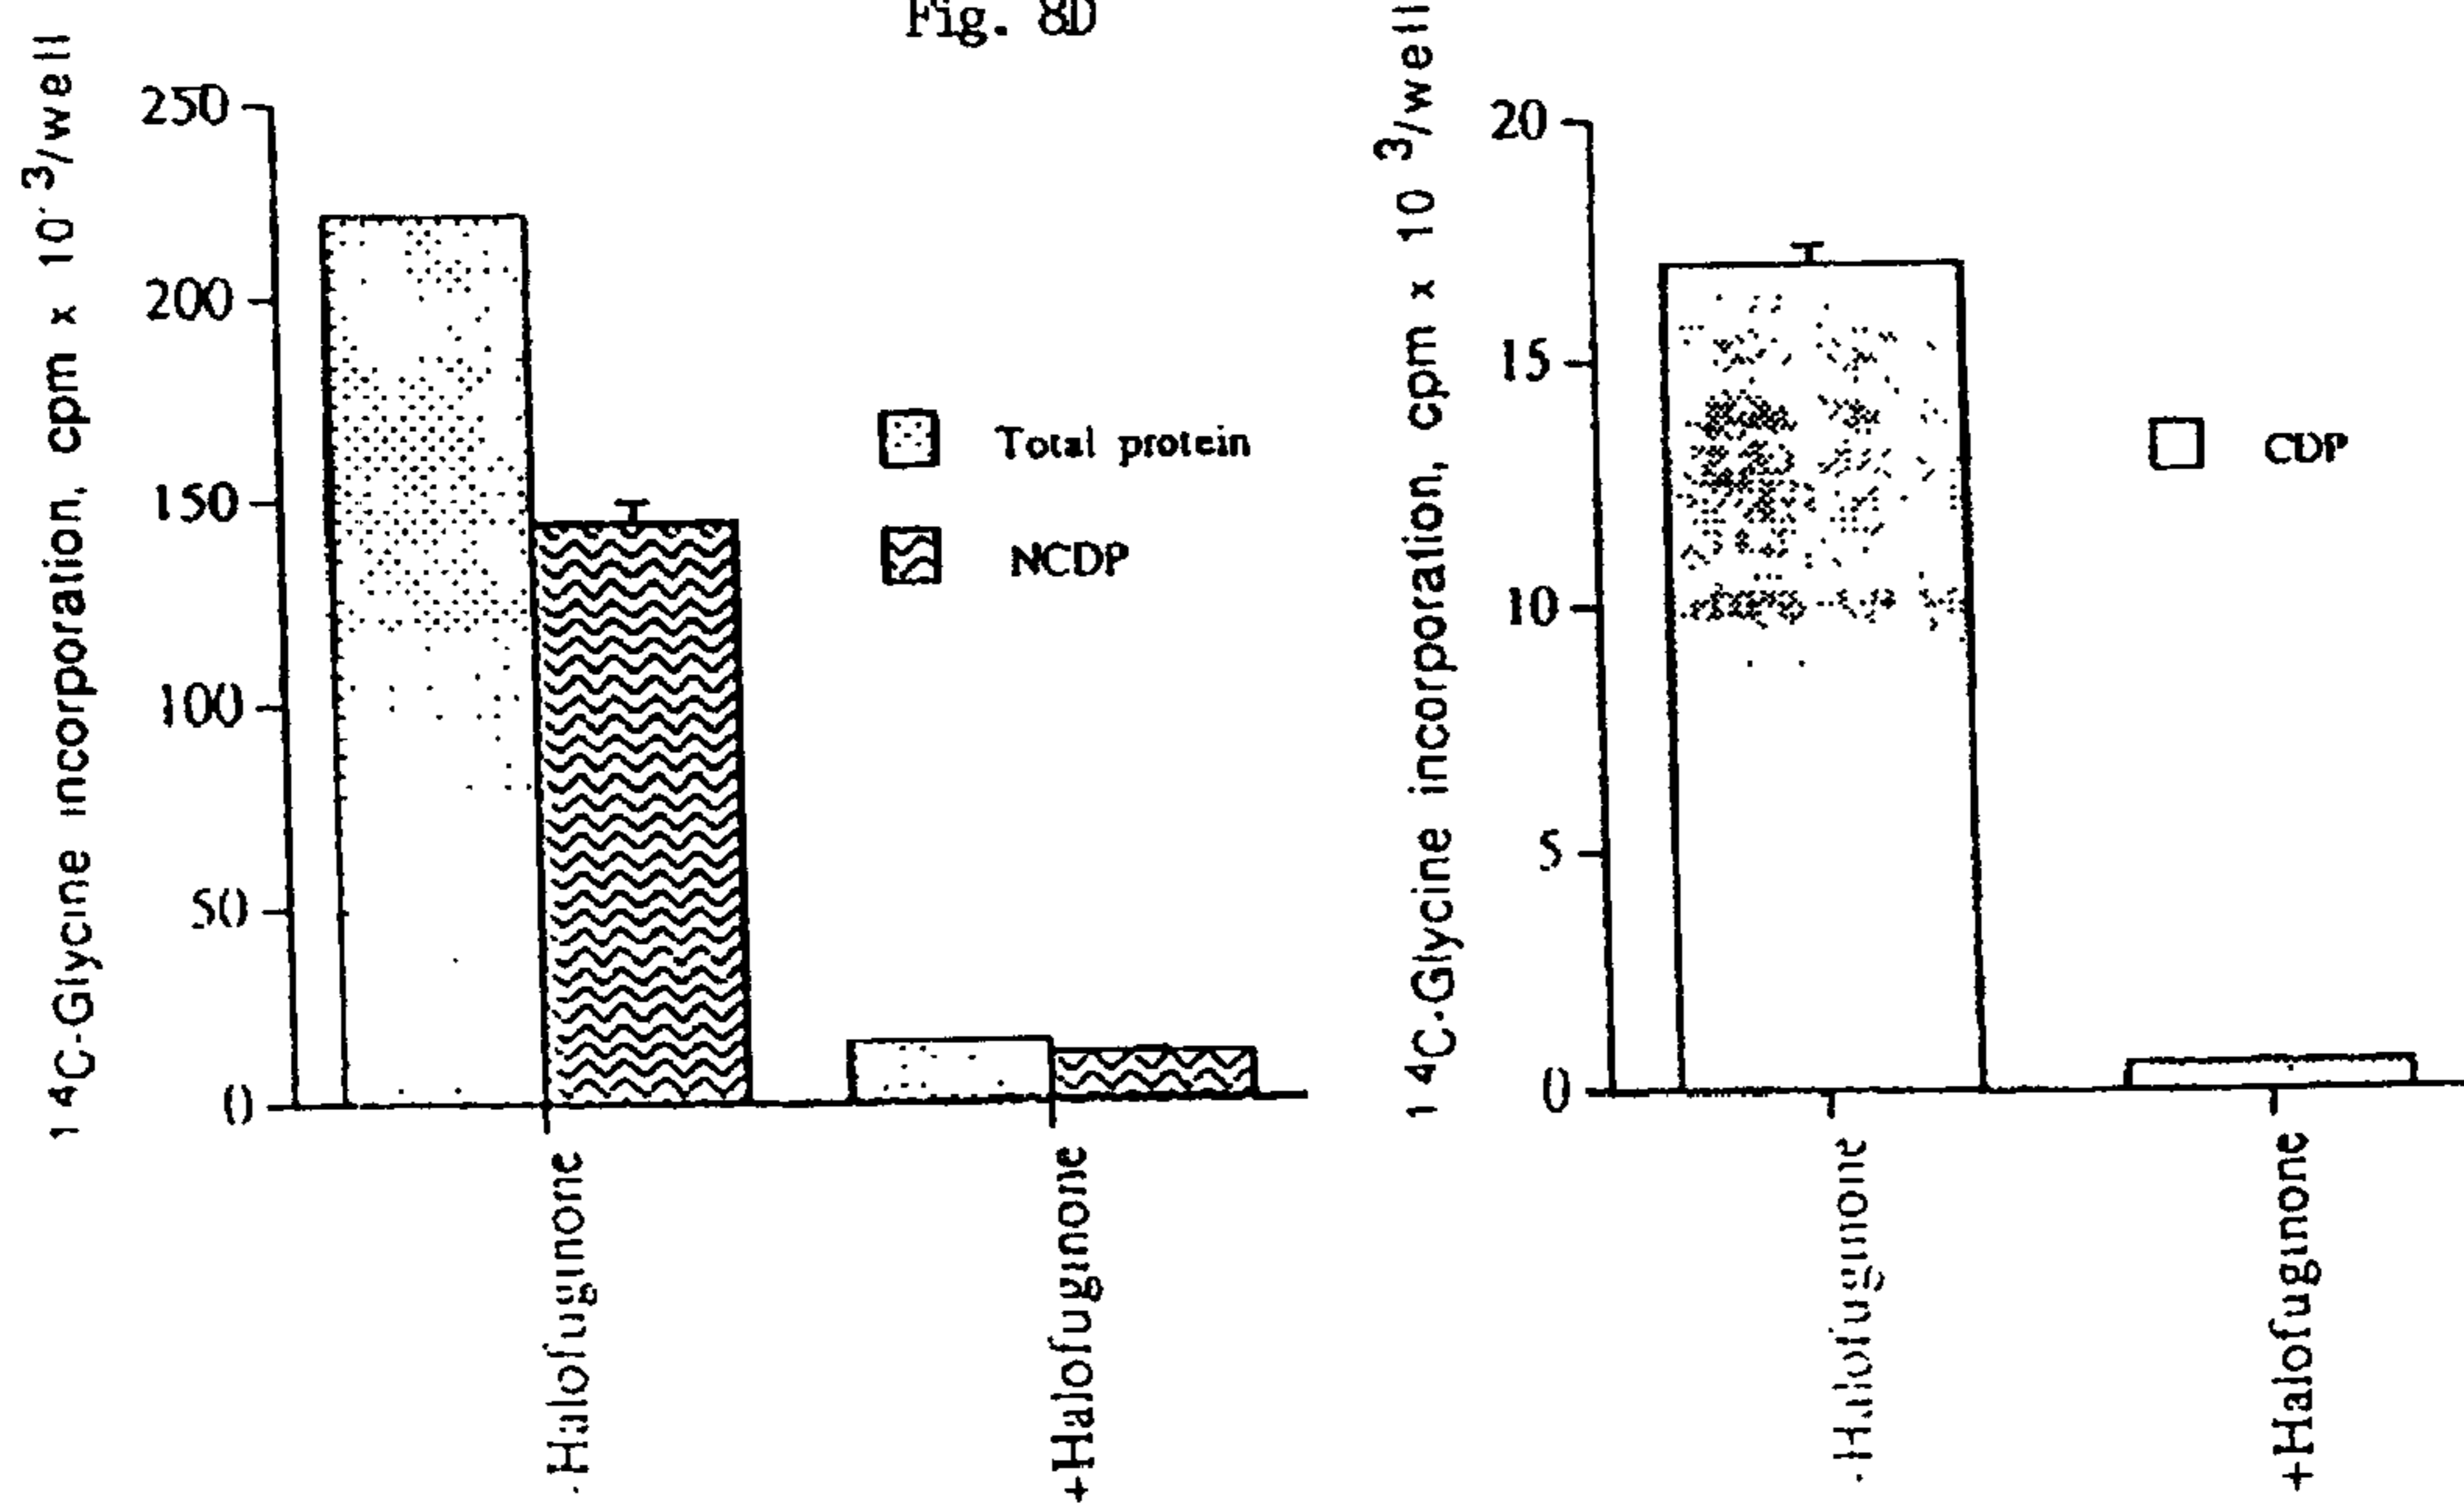 Fig. 8D
14C-Glycine incorporation, cpm x 10-3/well
250
200
150
100
50
0
Total protein
NCDP
-Halofuginone
+Halofuginone
14C-Glycine incorporation, cpm x 10 3/well
20
15
10
5
0
CDP
-Halofuginone
+Halofuginone